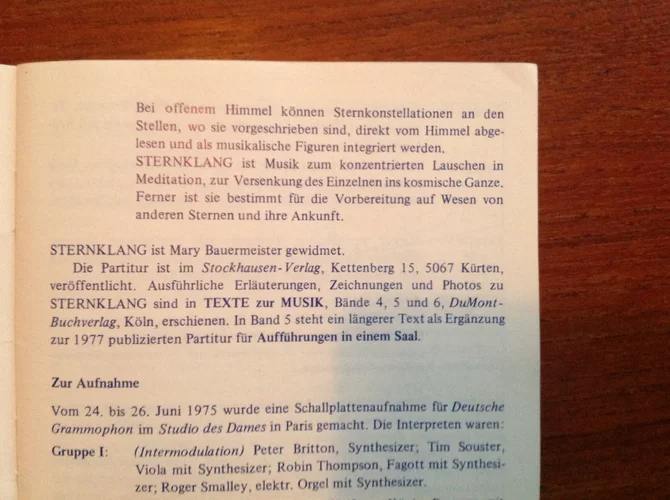 Bei offenem Himmel können Sternkonstellationen an den
Stellen, wo sie vorgeschrieben sind, direkt vom Himmel abge-
lesen und als musikalische Figuren integriert werden.
STERNKLANG ist Musik zum konzentrierten Lauschen in
Meditation, zur Versenkung des Einzelnen ins kosmische Ganze.
Ferner ist sie bestimmt für die Vorbereitung auf Wesen von
anderen Sternen und ihre Ankunft.
STERNKLANG ist Mary Bauermeister gewidmet.
Die Partitur ist im Stockhausen-Verlag, Kettenberg 15, 5067 Kürten,
veröffentlicht. Ausführliche Erläuterungen, Zeichnungen und Photos zu
STERNKLANG sind in TEXTE zur MUSIK, Bände 4, 5 und 6, DuMont-
Buchverlag, Köln, erschienen. In Band 5 steht ein längerer Text als Ergänzung
zur 1977 publizierten Partitur für Aufführungen in einem Saal.
Zur Aufnahme
Vom 24. bis 26. Juni 1975 wurde eine Schallplattenaufnahme für Deutsche
Grammophon im Studio des Dames in Paris gemacht. Die Interpreten waren:
Gruppe I: (Intermodulation) Peter Britton, Synthesizer; Tim Souster,
Viola mit Synthesizer; Robin Thompson, Fagott mit Synthesi-
zer; Roger Smalley, elektr. Orgel mit Synthesizer.